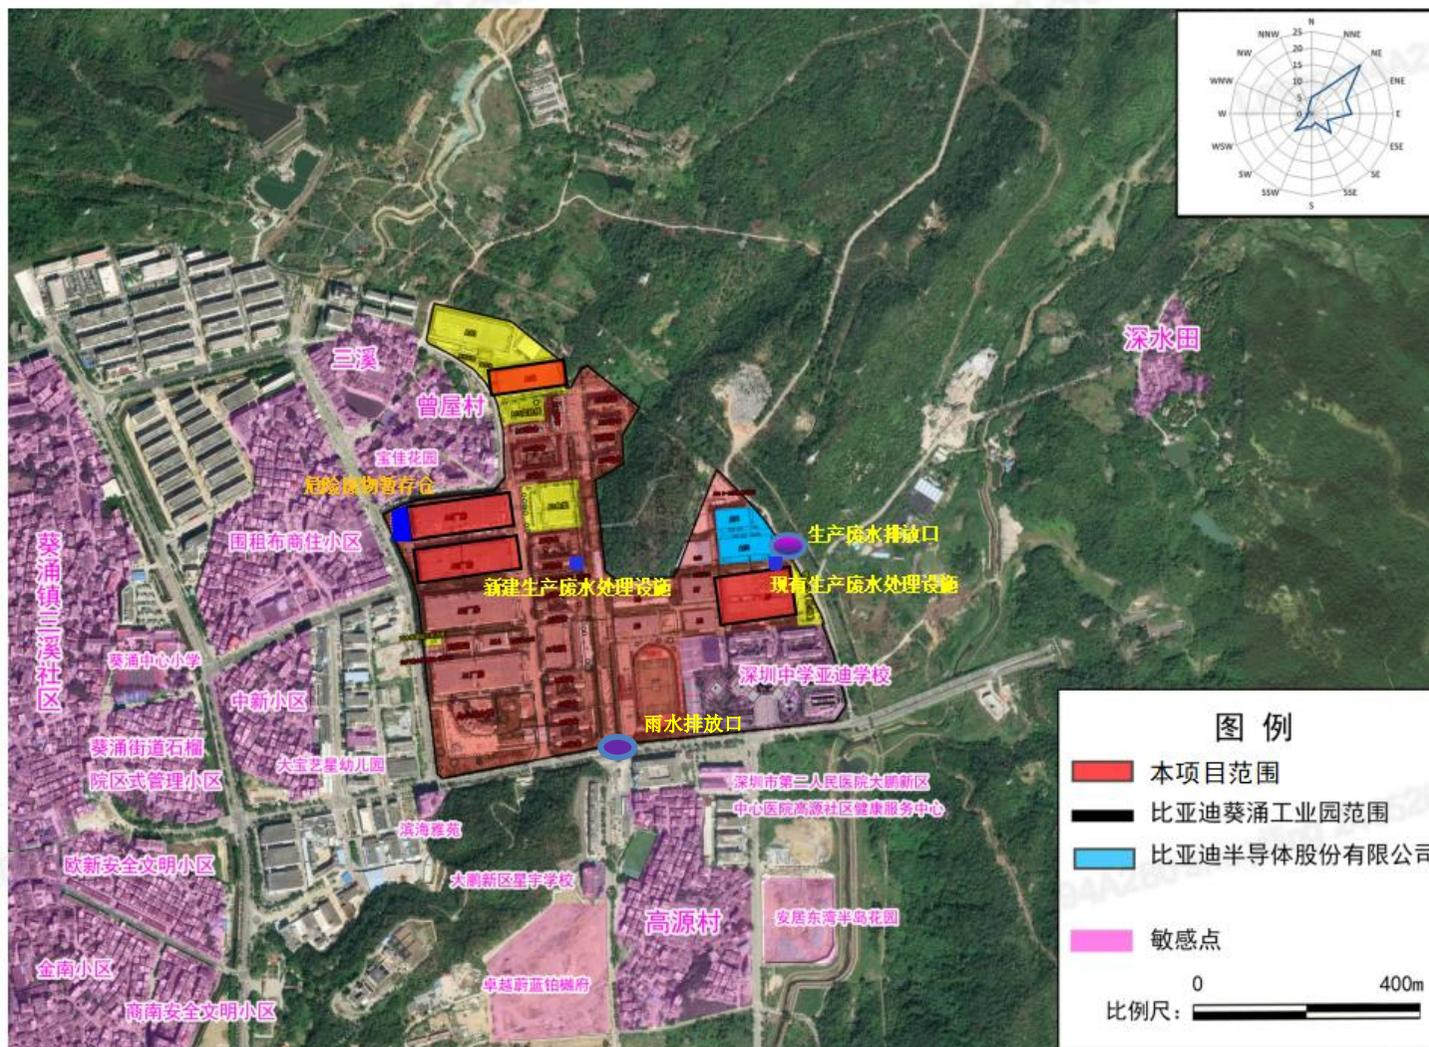 N
NNW
NNE
NW
NE
WNW
ENE
W
E
WSW
ESE
SW
SE
SSW
SSE
S
25
20
15
10
5
0
深水田
三溪
曾屋村
宝佳花园
危险废物暂存仓
围租布商住小区
葵涌镇三溪社区
生产废水排放口
新建生产废水处理设施
现有生产废水处理设施
葵涌中心小学
中新小区
深圳中学亚迪学校
雨水排放口
葵涌街道石榴
院区式管理小区
大宝艺星幼儿园
深圳市第二人民医院大鹏新区
中心医院高源社区健康服务中心
滨海雅苑
欧新安全文明小区
大鹏新区星宇学校
高源村
安居东湾半岛花园
金南小区
卓越蔚蓝铂樾府
商南安全文明小区
图 例
本项目范围
比亚迪葵涌工业园范围
比亚迪半导体股份有限公司
敏感点
0
400m
比例尺：